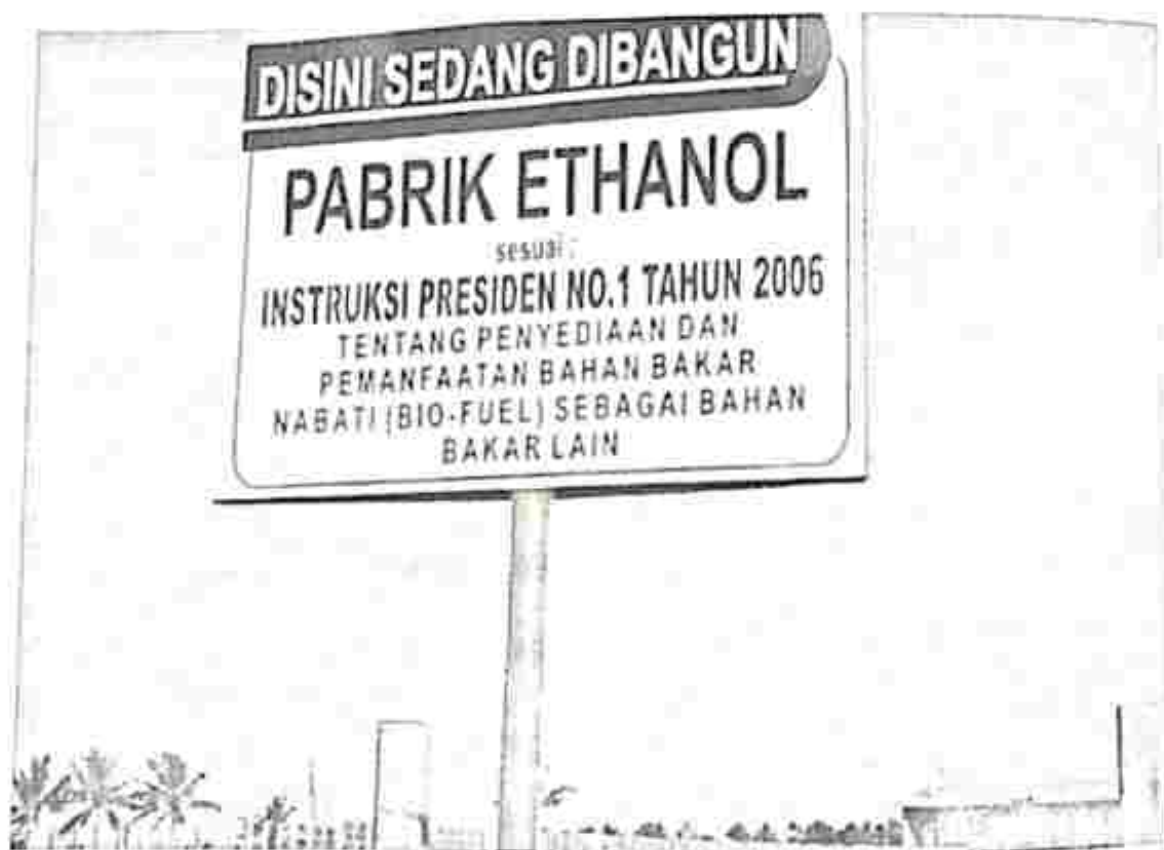 DISINI SEDANG DIBANGUN
PABRIK ETHANOL
sesuai :
INSTRUKSI PRESIDEN NO.1 TAHUN 2006
TENTANG PENYEDIAAN DAN
PEMANFAATAN BAHAN BAKAR
NABATI (BIO-FUEL) SEBAGAI BAHAN
BAKAR LAIN